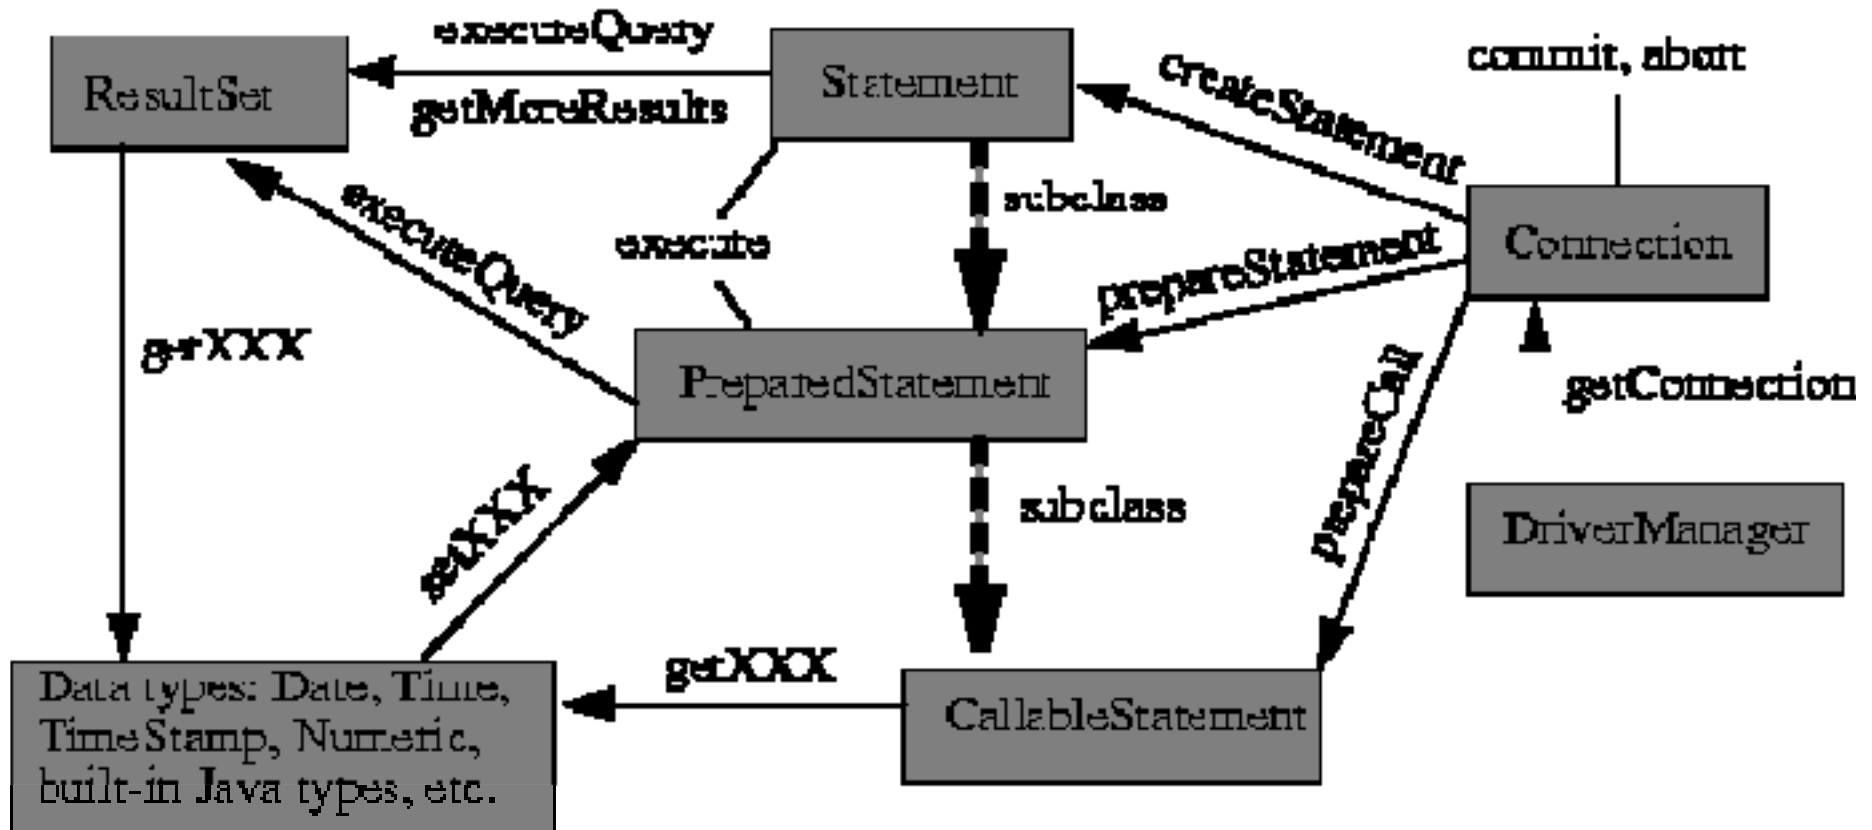 executeQuery
ResultSet
getMoreResults
Statement
createStatement
commit, abort
executeQuery
execute
subclass
prepareStatement
Connection
getXXX
PreparedStatement
getConnection
prepareCall
setXXX
subclass
DriverManager
Data types: Date, Time,
TimeStamp, Numeric,
built-in Java types, etc.
getXXX
CallableStatement